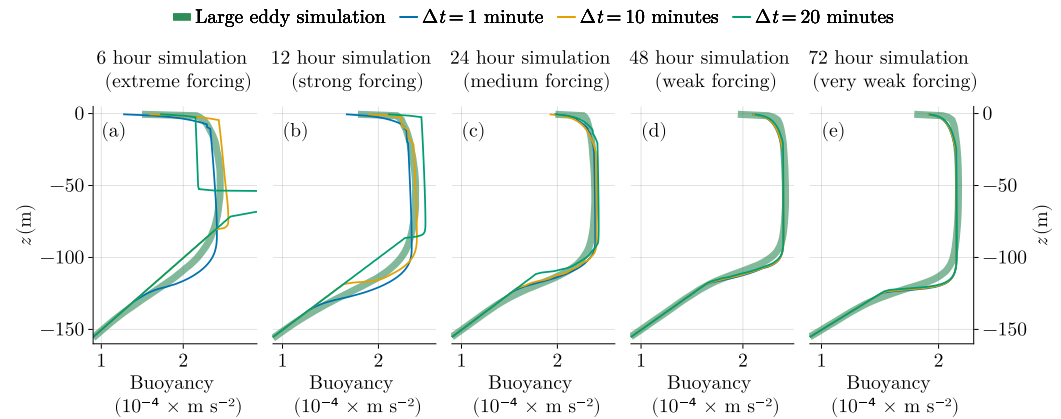 Large eddy simulation Δt = 1 minute Δt = 10 minutes Δt = 20 minutes
6 hour simulation
(extreme forcing)
12 hour simulation
(strong forcing)
24 hour simulation
(medium forcing)
48 hour simulation
(weak forcing)
72 hour simulation
(very weak forcing)
(a) (b) (c) (d) (e)
0
−50
−100
−150
z (m)
0
−50
−100
−150
z (m)
1 2
1 2
1 2
1 2
1 2
Buoyancy
(10⁻⁴ × m s⁻²)
Buoyancy
(10⁻⁴ × m s⁻²)
Buoyancy
(10⁻⁴ × m s⁻²)
Buoyancy
(10⁻⁴ × m s⁻²)
Buoyancy
(10⁻⁴ × m s⁻²)